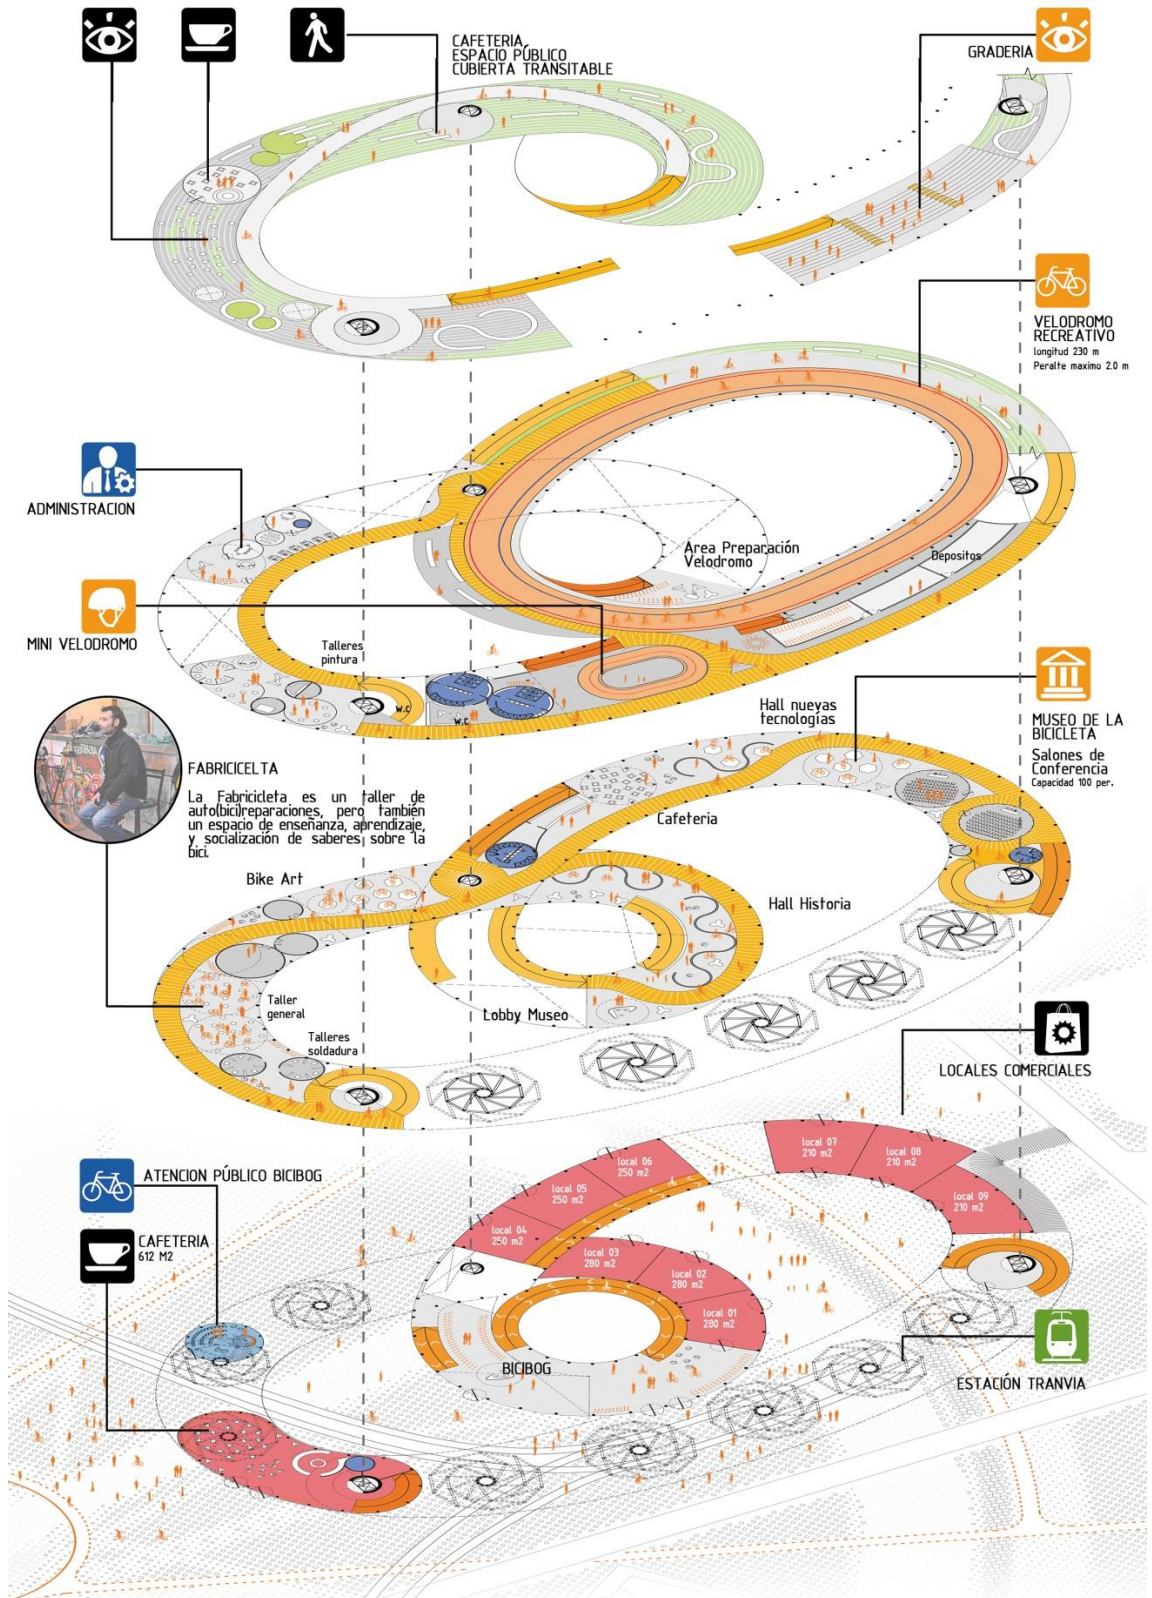 CAFETERIA
ESPACIO PÚBLICO
CUBIERTA TRANSITABLE
GRADERIA
VELODROMO
RECREATIVO
longitud 230 m
Peralte maximo 2.0 m
ADMINISTRACION
Area Preparación
Velodromo
Depositos
MINI VELODROMO
Talleres
pintura
W.C
W.C
Hall nuevas
tecnologías
MUSEO DE LA
BICICLETA
Salones de
Conferencia
Capacidad 100 per.
FABRICICELTA
La Fabricicleta es un taller de
auto(bici)reparaciones, pero también
un espacio de enseñanza, aprendizaje,
y socialización de saberes sobre la
bici.
Cafeteria
Bike Art
Hall Historia
Taller
general
Lobby Museo
Talleres
soldadura
LOCALES COMERCIALES
local 07
210 m2
local 08
210 m2
local 06
250 m2
local 05
250 m2
local 09
210 m2
ATENCION PÚBLICO BICIBOG
local 04
250 m2
CAFETERIA
612 M2
local 03
280 m2
local 02
280 m2
local 01
280 m2
BICIBOG
ESTACIÓN TRANVIA